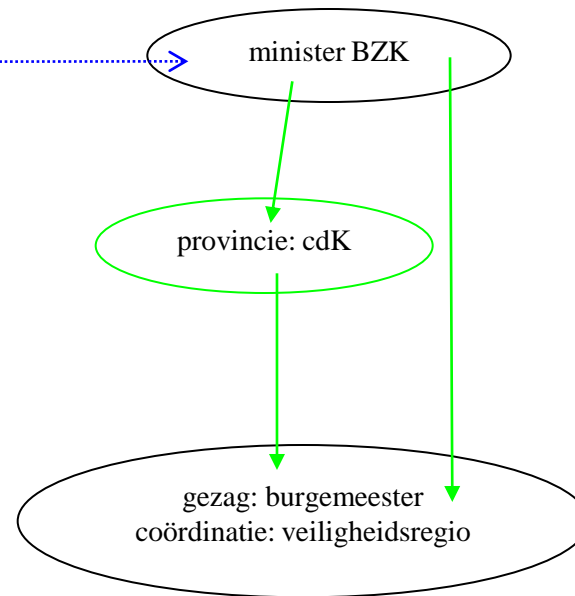 minister BZK
provincie: cdK
gezag: burgemeester
coördinatie: veiligheidsregio